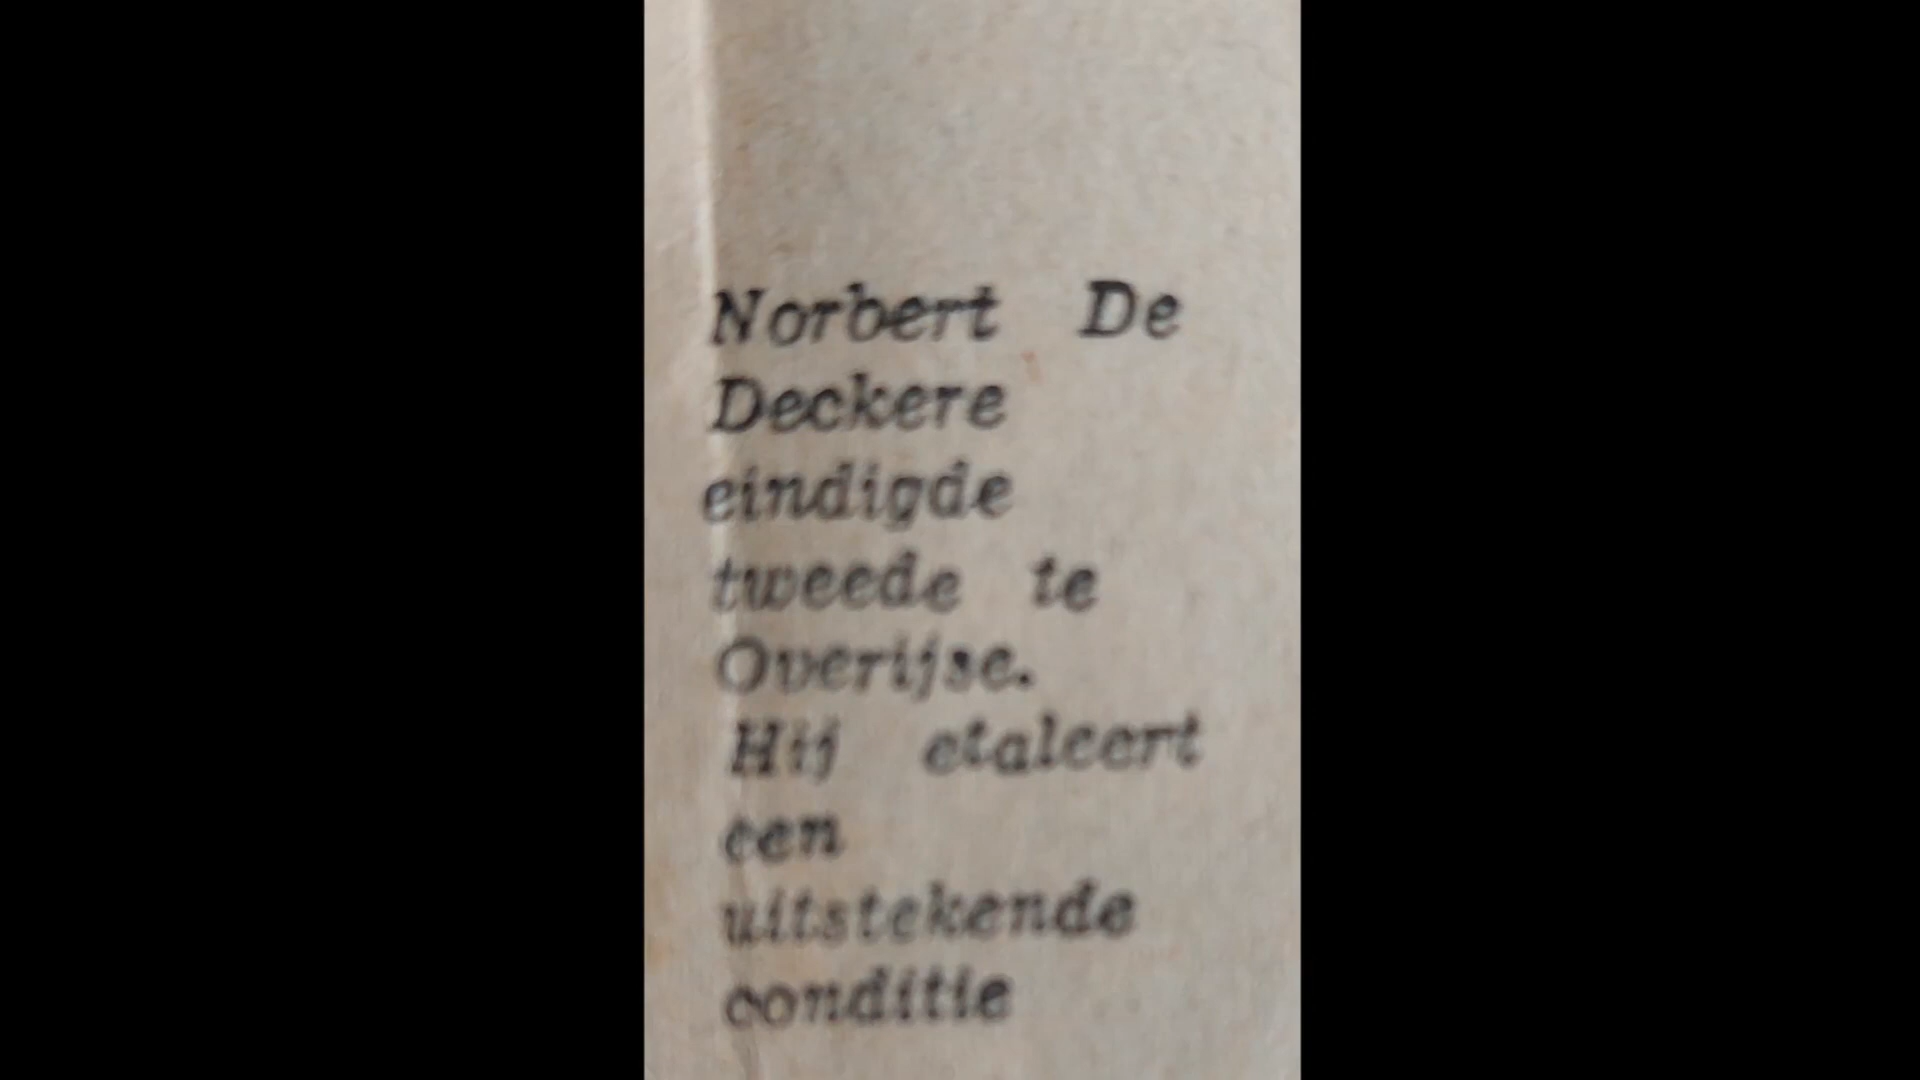 Norbert De
Deckere
eindigde
tweede te
Overijse.
Hij etaleert
een
uitstekende
conditie